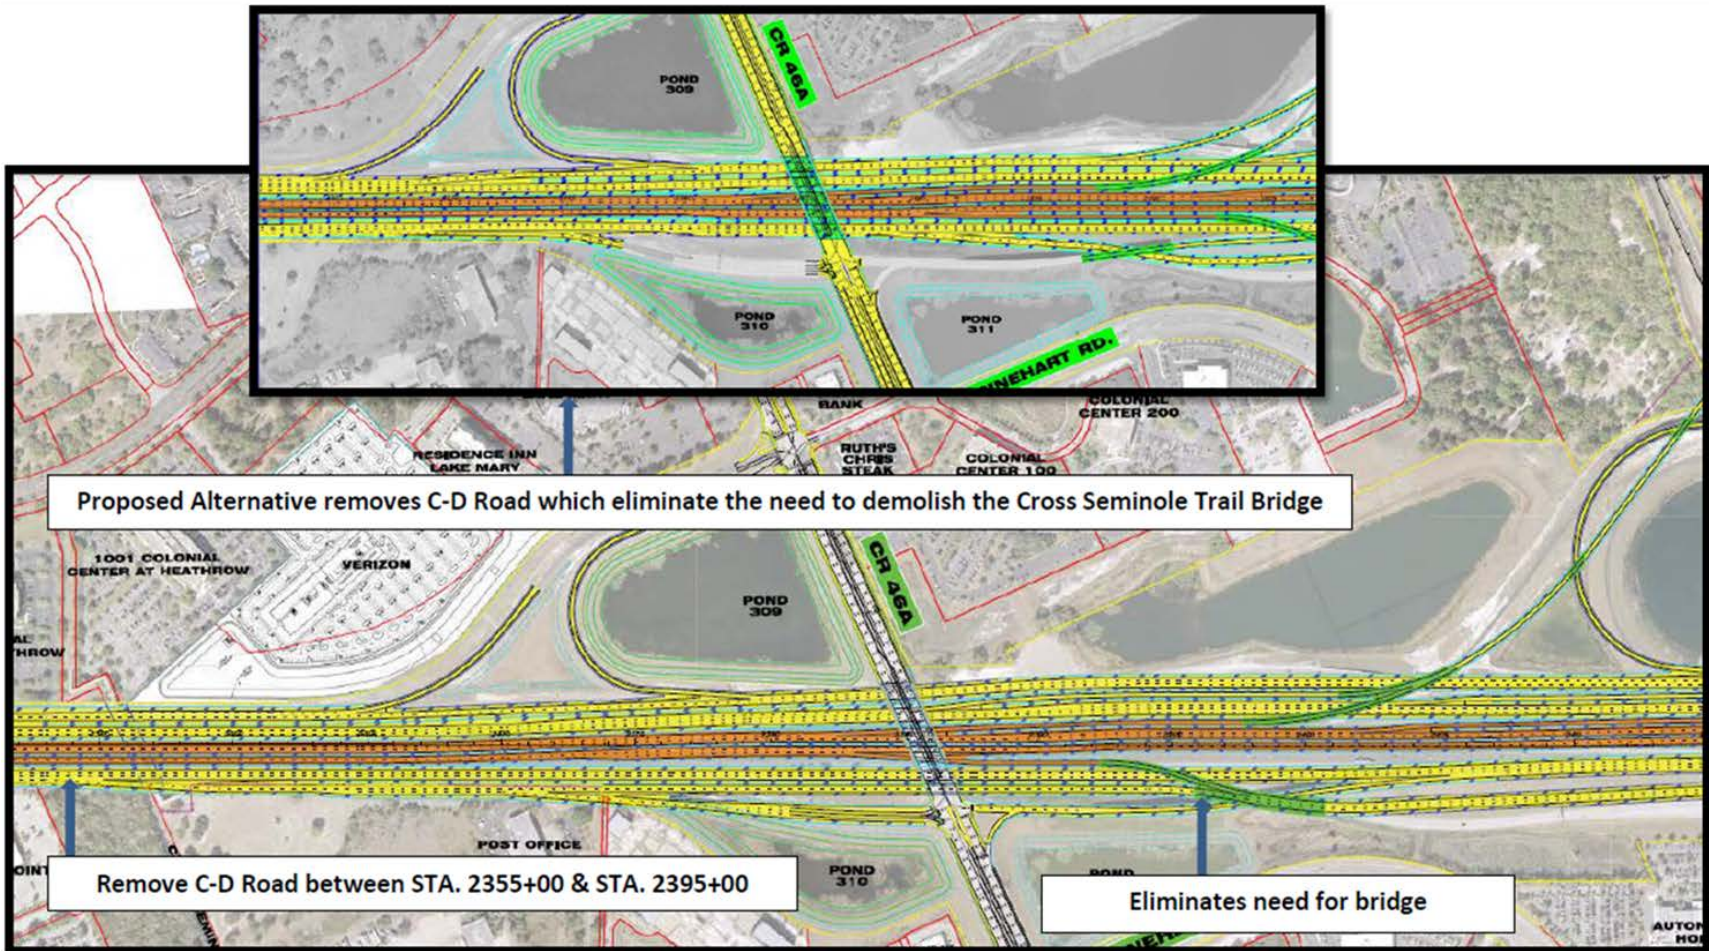 CR 46A
POND
309
POND
310
POND
311
RINEHART RD.
BANK
COLONIAL
CENTER 200
RESIDENCE INN
LAKE MARY
RUTH'S
CHRIS
STEAK
COLONIAL
CENTER 100
Proposed Alternative removes C-D Road which eliminate the need to demolish the Cross Seminole Trail Bridge
1001 COLONIAL
CENTER AT HEATHROW
VERIZON
POND
309
CR 46A
POST OFFICE
POND
310
POND
Remove C-D Road between STA. 2355+00 & STA. 2395+00
Eliminates need for bridge